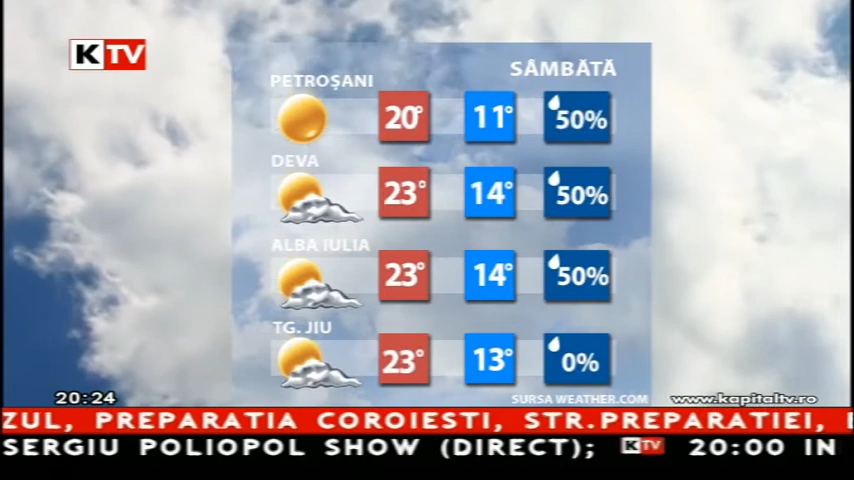 KTV
SÂMBĂTĂ
PETROȘANI
20° 11° 50%
DEVA
23° 14° 50%
ALBA IULIA
23° 14° 50%
TG. JIU
23° 13° 0%
SURSA WEATHER.COM
20:24
www.kapitaltv.ro
ZUL, PREPARATIA COROIESTI, STR.PREPARATIEI,
SERGIU POLIOPOL SHOW (DIRECT); KTV 20:00 IN